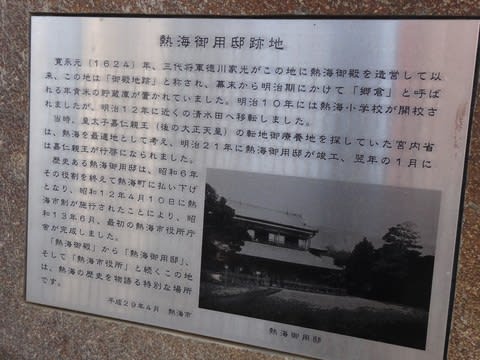 熱海御用邸跡地
寛永元(1624)年、三代将軍徳川家光がこの地に熱海御殿を造営して以
来、この地は「御殿地跡」と称され、幕末から明治期にかけて「郷倉」と呼ば
れる年貢米の貯蔵庫が置かれていました。明治10年には熱海小学校が開校さ
れましたが、明治12年に近くの清水田へ移転しました。
当時、皇太子嘉仁親王(後の大正天皇)の転地御療養地を探していた宮内省
は、熱海を最適地として考え、明治21年に熱海御用邸が竣工、翌年の1月に
は嘉仁親王が行啓になられました。
歴史ある熱海御用邸は、昭和6年
その役割を終えて熱海町に払い下げ
となり、昭和12年4月10日に熱
海市制が施行されたことにより、昭
和13年6月、最初の熱海市役所庁
舎が完成しました。
「熱海御殿」から「熱海御用邸」、
そして「熱海市役所」と続くこの地
は、熱海の歴史を物語る特別な場所
です。
平成29年4月 熱海市
熱海御用邸